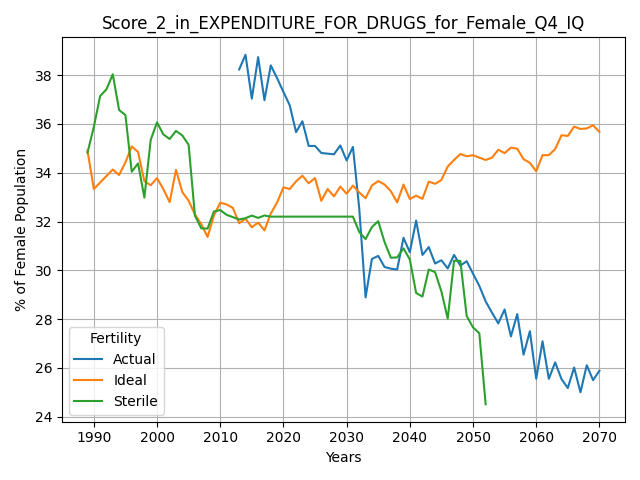 Score_2_in_EXPENDITURE_FOR_DRUGS_for_Female_Q4_IQ
% of Female Population
38
36
34
32
30
28
26
24
Fertility
Actual
Ideal
Sterile
1990 2000 2010 2020 2030 2040 2050 2060 2070
Years